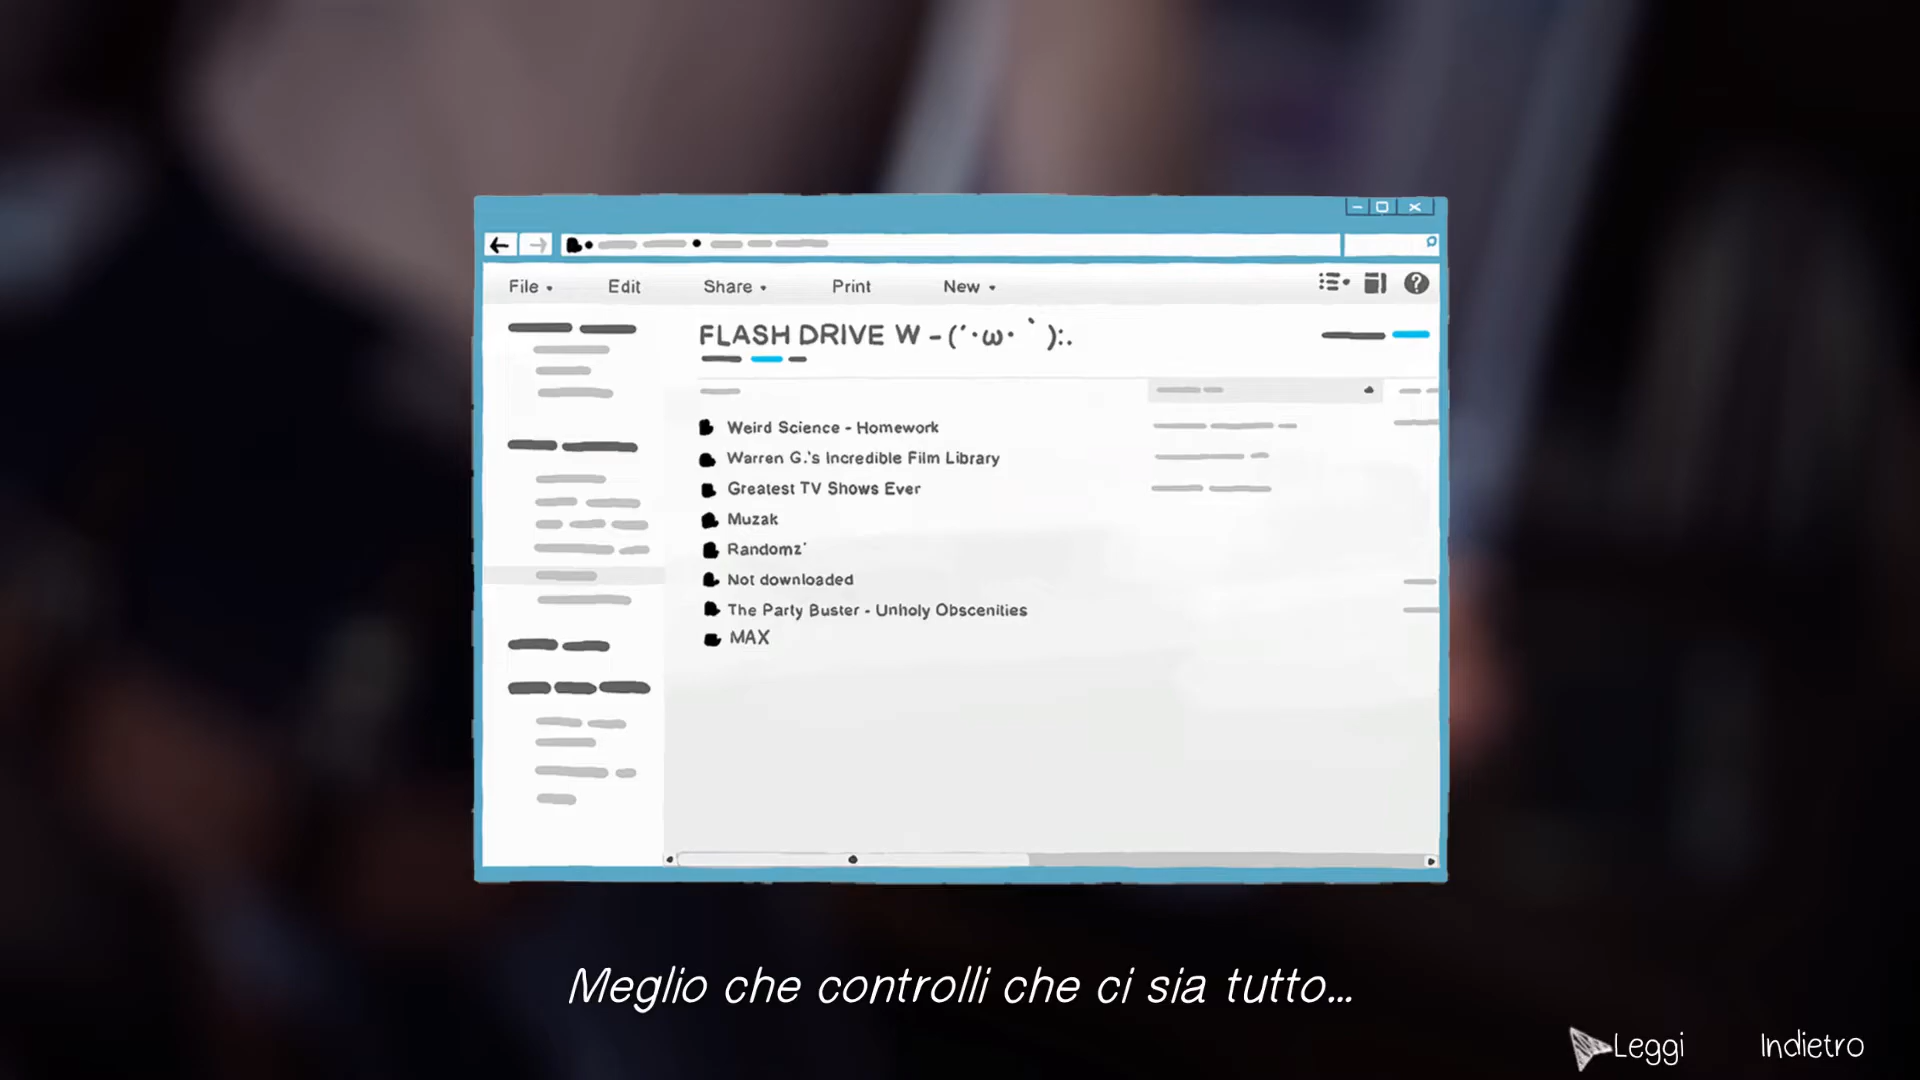 File Edit Share Print New
FLASH DRIVE W - (´･ω･｀):.
Weird Science - Homework
Warren G.'s Incredible Film Library
Greatest TV Shows Ever
Muzak
Randomz'
Not downloaded
The Party Buster - Unholy Obscenities
MAX
Meglio che controlli che ci sia tutto...
Leggi Indietro